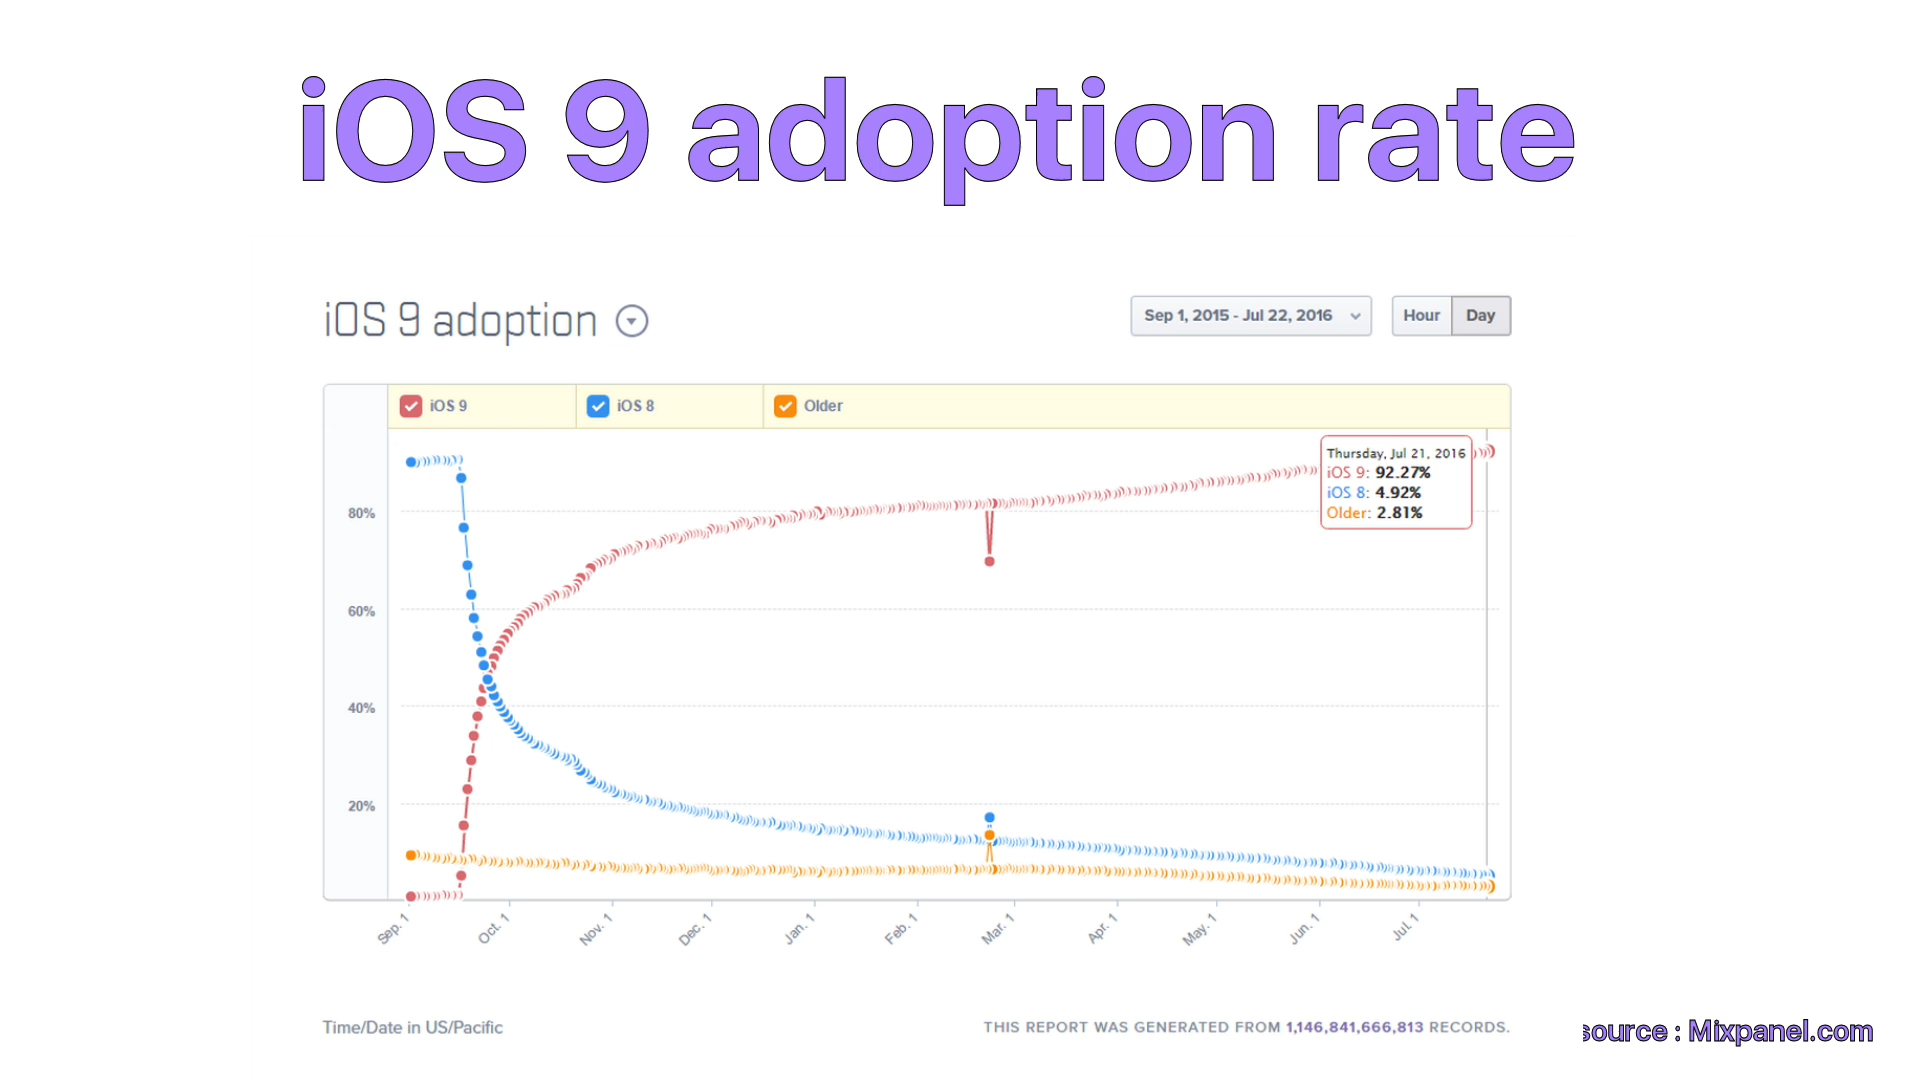 iOS 9 adoption rate
iOS 9 adoption
Sep 1, 2015 - Jul 22, 2016
Hour
Day
iOS 9
iOS 8
Older
Thursday, Jul 21, 2016
iOS 9: 92.27%
iOS 8: 4.92%
Older: 2.81%
80%
60%
40%
20%
Sep. 1
Oct. 1
Nov. 1
Dec. 1
Jan. 1
Feb. 1
Mar. 1
Apr. 1
May. 1
Jun. 1
Jul. 1
Time/Date in US/Pacific
THIS REPORT WAS GENERATED FROM 1,146,841,666,813 RECORDS.
source : Mixpanel.com